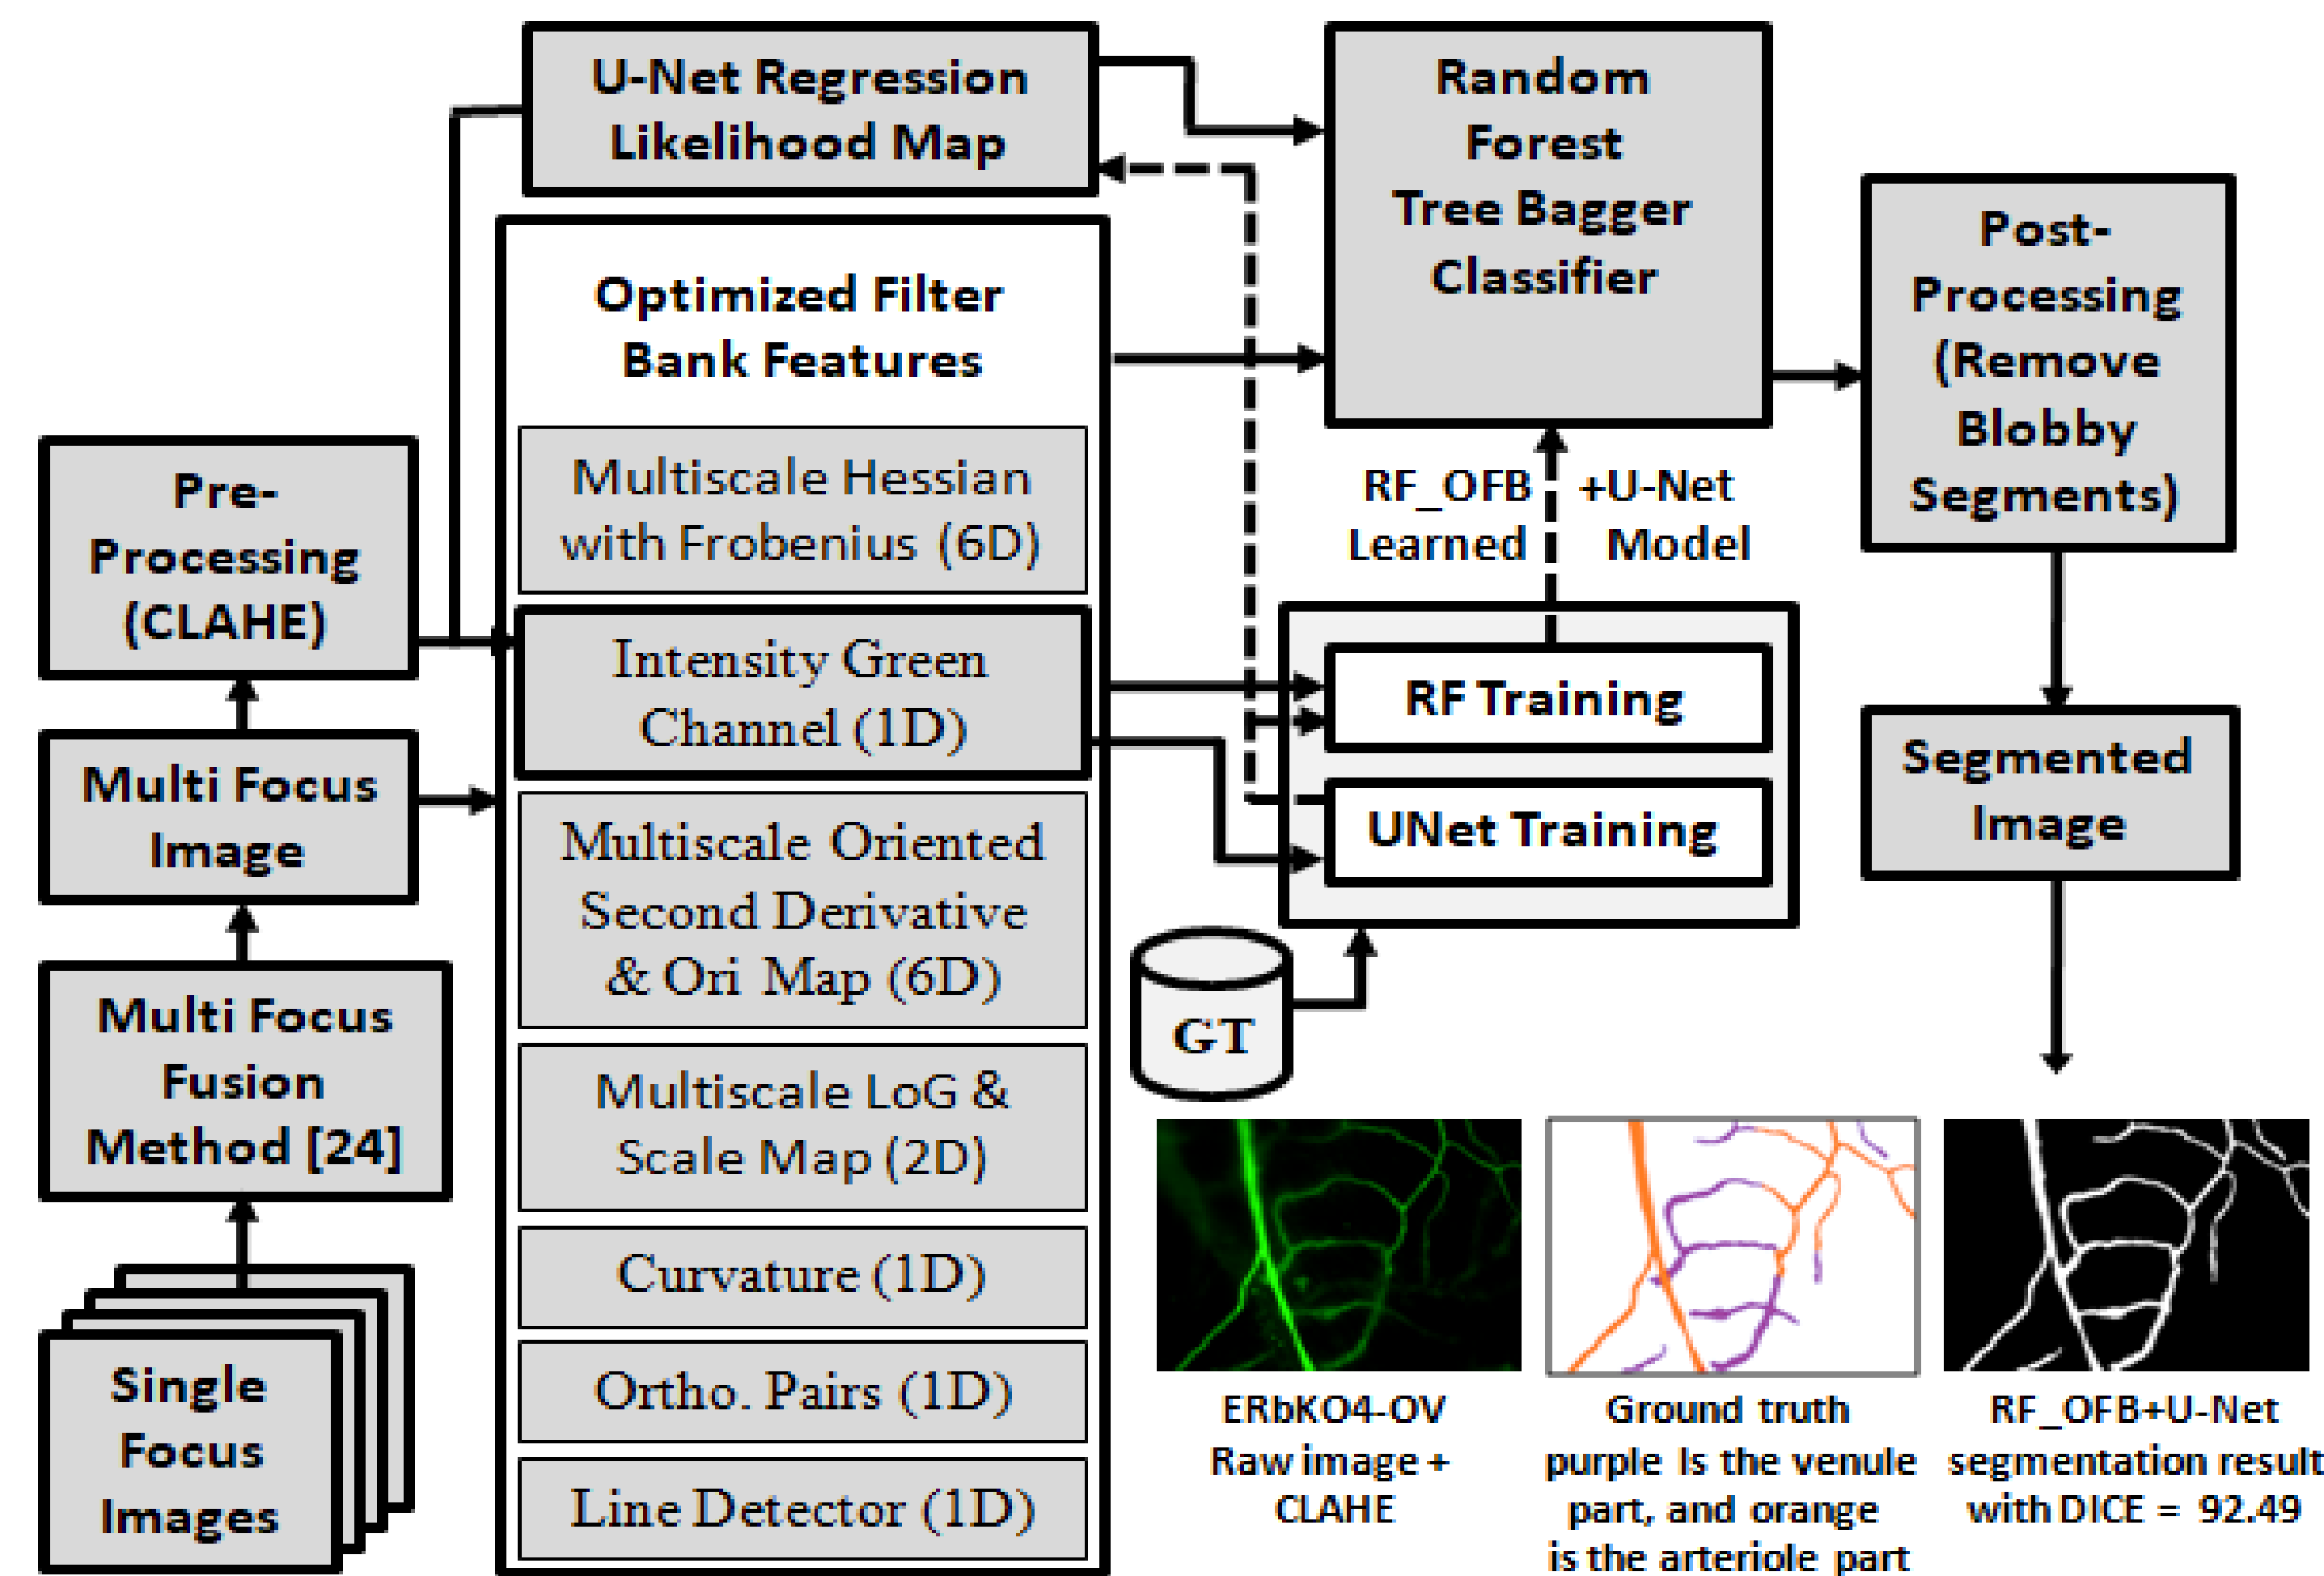 U-Net Regression
Likelihood Map
Random
Forest
Tree Bagger
Classifier
Post-
Processing
(Remove
Blobby
Segments)
Optimized Filter
Bank Features
Multiscale Hessian
with Frobenius (6D)
Intensity Green
Channel (1D)
Multiscale Oriented
Second Derivative
& Ori Map (6D)
Multiscale LoG &
Scale Map (2D)
Curvature (1D)
Ortho. Pairs (1D)
Line Detector (1D)
Pre-
Processing
(CLAHE)
Multi Focus
Image
Multi Focus
Fusion
Method [24]
Single
Focus
Images
RF_OFB +U-Net
Learned Model
RF Training
UNet Training
GT
Segmented
Image
ERbKO4-OV
Raw image +
CLAHE
Ground truth
purple Is the venule
part, and orange
is the arteriole part
RF_OFB+U-Net
segmentation result
with DICE = 92.49